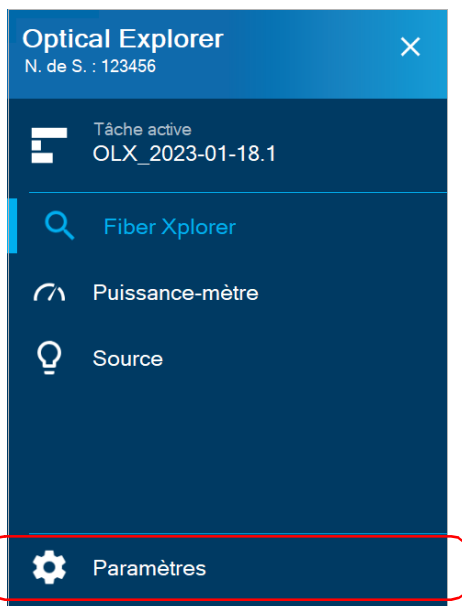 Optical Explorer
N. de S. : 123456
Tâche active
OLX_2023-01-18.1
Fiber Xplorer
Puissance-mètre
Source
Paramètres